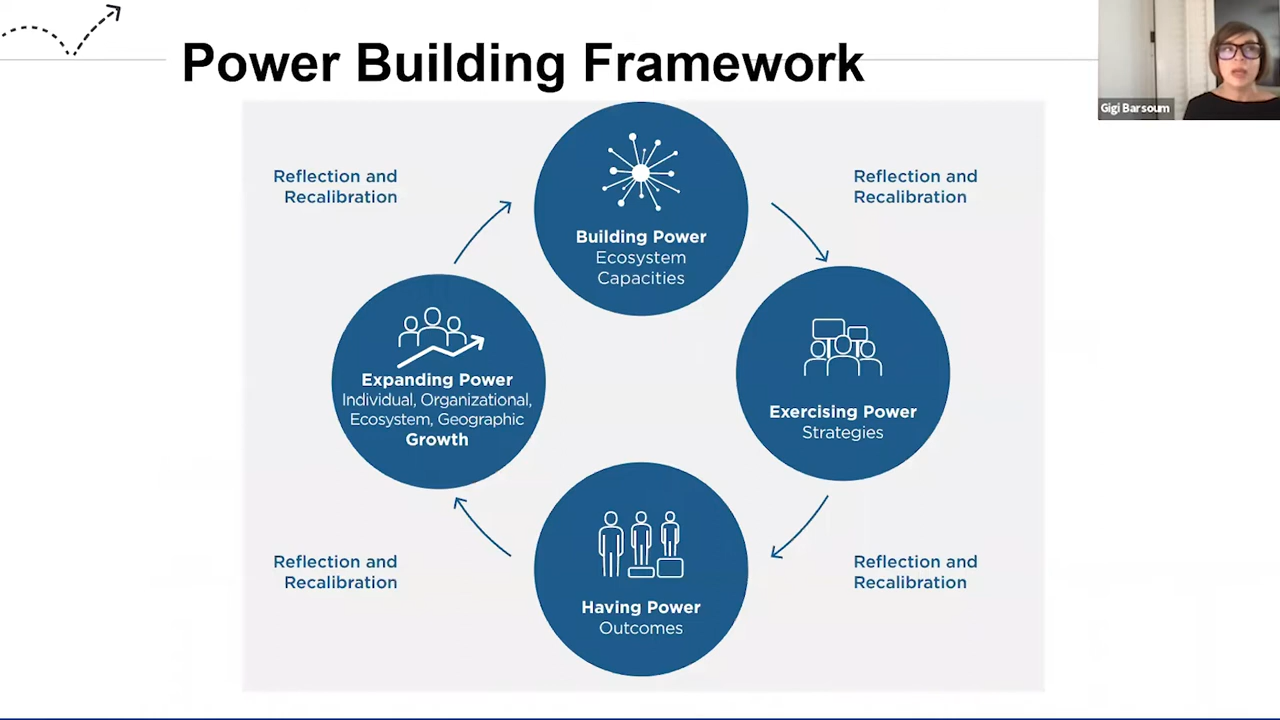 Power Building Framework
Gigi Barsoum
Reflection and
Recalibration
Building Power
Ecosystem
Capacities
Reflection and
Recalibration
Expanding Power
Individual, Organizational,
Ecosystem, Geographic
Growth
Exercising Power
Strategies
Reflection and
Recalibration
Having Power
Outcomes
Reflection and
Recalibration